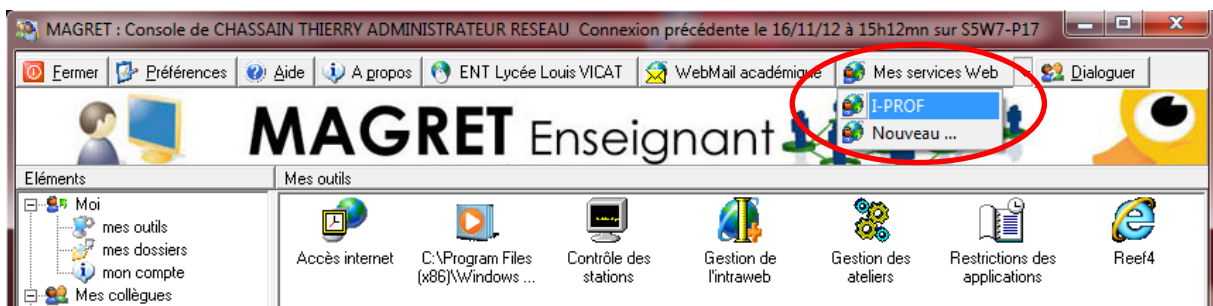 MAGRET : Console de CHASSAIN THIERRY ADMINISTRATEUR RESEAU Connexion précédente le 16/11/12 à 15h12mn sur S5W7-P17
Fermer Préférences Aide A propos ENT Lycée Louis VICAT WebMail académique Mes services Web Dialoguer
I-PROF
Nouveau ...
MAGRET Enseignant
Eléments Mes outils
Moi
mes outils
mes dossiers
mon compte
Mes collègues
Accès internet
C:\Program Files
(x86)\Windows ...
Contrôle des
stations
Gestion de
l'intraweb
Gestion des
ateliers
Restrictions des
applications
Reef4